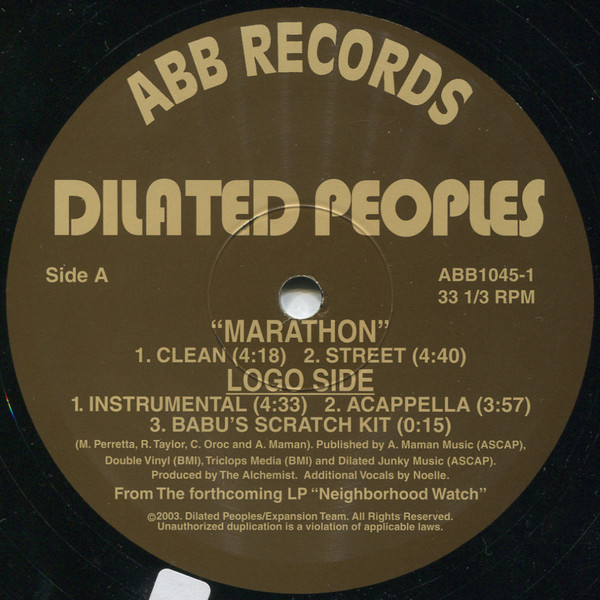 ABB RECORDS
DILATED PEOPLES
Side A
ABB1045-1
33 1/3 RPM
“MARATHON”
1. CLEAN (4:18) 2. STREET (4:40)
LOGO SIDE
1. INSTRUMENTAL (4:33) 2. ACAPPELLA (3:57)
3. BABU'S SCRATCH KIT (0:15)
(M. Perretta, R. Taylor, C. Oroc and A. Maman). Published by A. Maman Music (ASCAP),
Double Vinyl (BMI), Triclops Media (BMI) and Dilated Junky Music (ASCAP).
Produced by The Alchemist. Additional Vocals by Noelle.
From The forthcoming LP “Neighborhood Watch”
©2003. Dilated Peoples/Expansion Team. All Rights Reserved.
Unauthorized duplication is a violation of applicable laws.